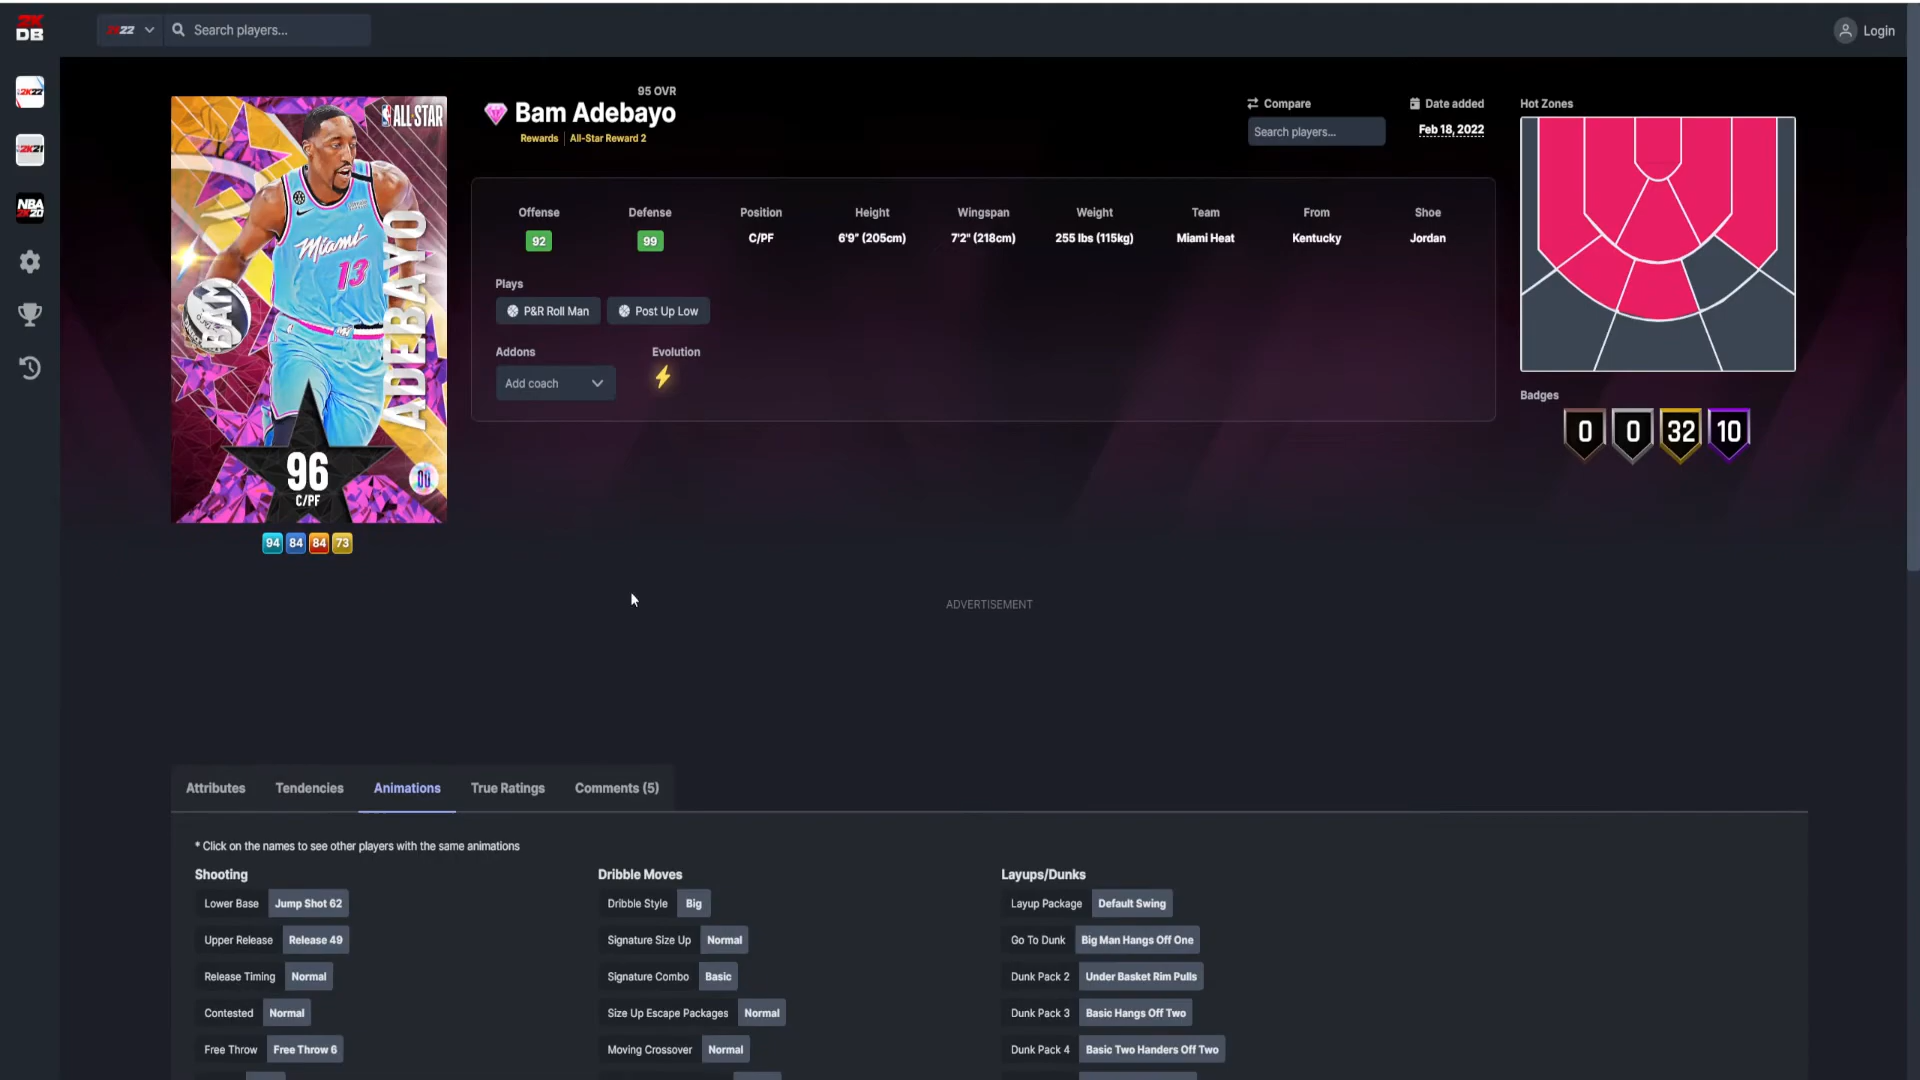 2K
DB
2K22
Search players...
Login
2K22
2K21
NBA
2K20
ALL STAR
Miami
13
BAM
ADEBAYO
96
C/PF
94 84 84 73
95 OVR
Bam Adebayo
Rewards All-Star Reward 2
Compare
Search players...
Date added
Feb 18, 2022
Hot Zones
Offense Defense Position Height Wingspan Weight Team From Shoe
92 99 C/PF 6'9" (205cm) 7'2" (218cm) 255 lbs (115kg) Miami Heat Kentucky Jordan
Plays
P&R Roll Man Post Up Low
Addons Evolution
Add coach
Badges
0 0 32 10
ADVERTISEMENT
Attributes Tendencies Animations True Ratings Comments (5)
* Click on the names to see other players with the same animations
Shooting
Lower Base Jump Shot 62
Upper Release Release 49
Release Timing Normal
Contested Normal
Free Throw Free Throw 6
Dribble Moves
Dribble Style Big
Signature Size Up Normal
Signature Combo Basic
Size Up Escape Packages Normal
Moving Crossover Normal
Layups/Dunks
Layup Package Default Swing
Go To Dunk Big Man Hangs Off One
Dunk Pack 2 Under Basket Rim Pulls
Dunk Pack 3 Basic Hangs Off Two
Dunk Pack 4 Basic Two Handers Off Two